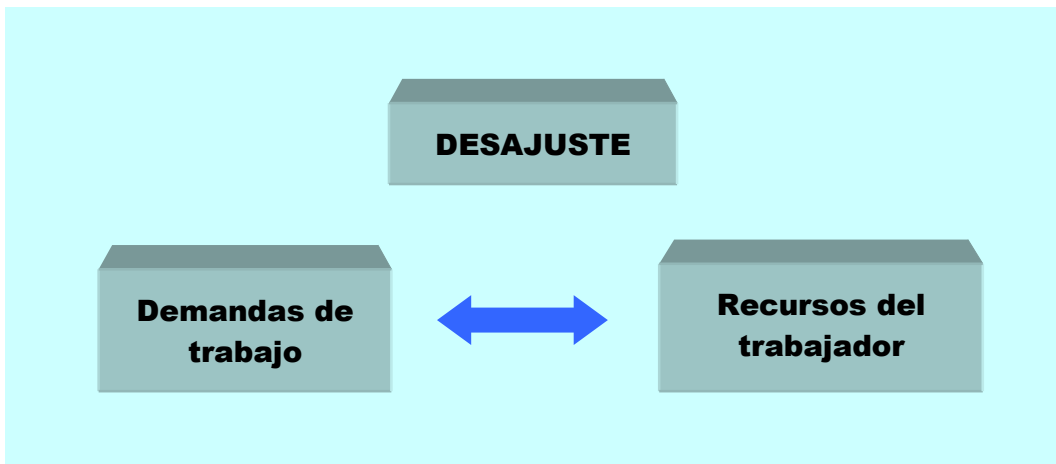 DESAJUSTE
Demandas de
trabajo
Recursos del
trabajador